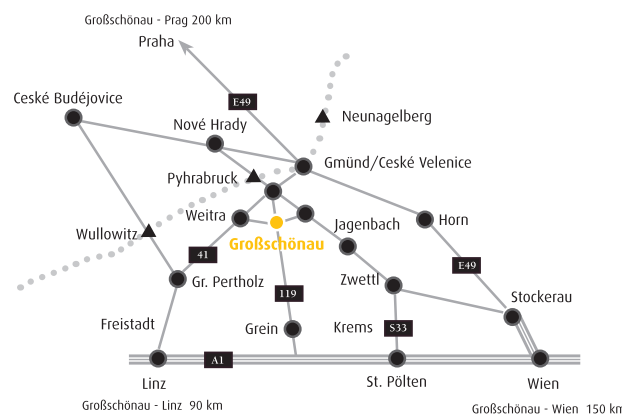 Großschönau - Prag 200 km
Praha
E49
Ceské Budéjovice
Nové Hrady
Neunagelberg
Gmünd/Ceské Velenice
Pyhrabruck
Weitra
Jagenbach
Horn
Wullowitz
Großschönau
41
E49
Gr. Pertholz
119
Zwettl
Stockerau
Freistadt
Grein
Krems
S33
A1
Linz
St. Pölten
Wien
Großschönau - Linz 90 km
Großschönau - Wien 150 km